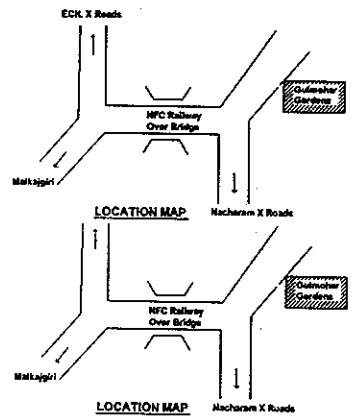 ECIL X Roads
Gulmohar
Gardens
NFC Railway
Over Bridge
Malkajgiri
LOCATION MAP
Nacharam X Roads
Gulmohar
Gardens
NFC Railway
Over Bridge
Malkajgiri
Nacharam X Roads
LOCATION MAP